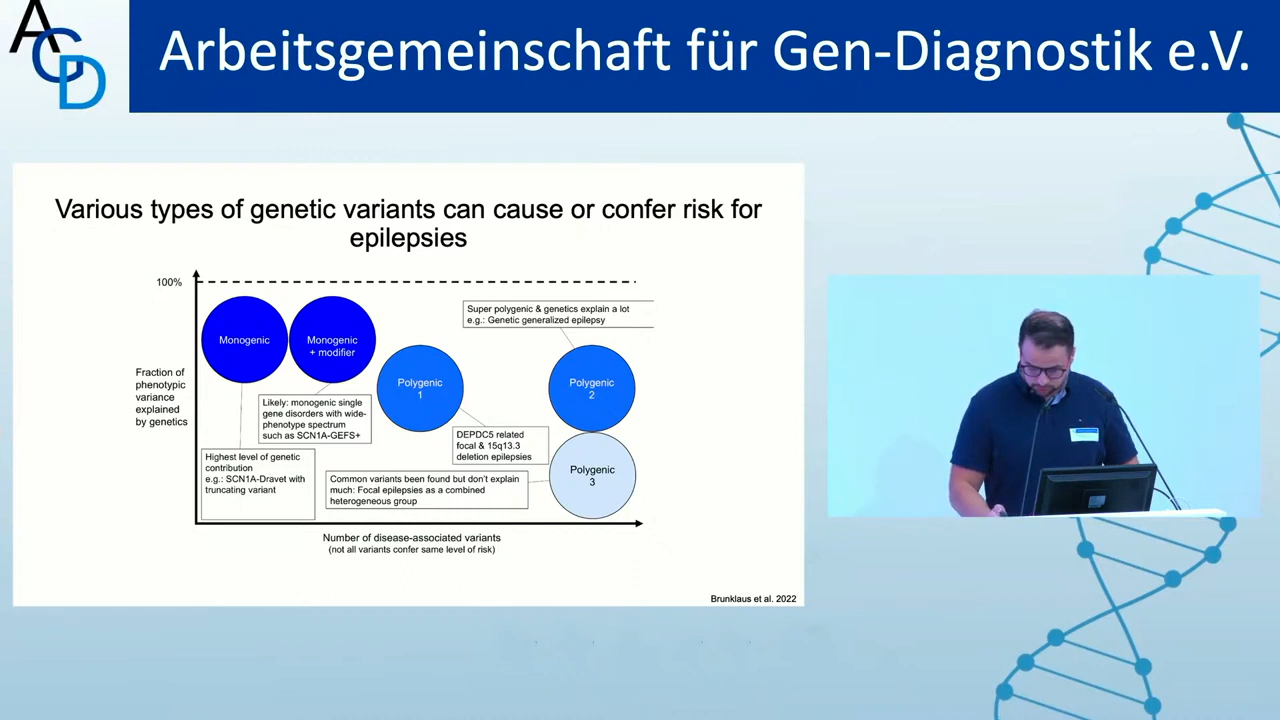 AGD
Arbeitsgemeinschaft für Gen-Diagnostik e.V.
Various types of genetic variants can cause or confer risk for
epilepsies
100%
Fraction of
phenotypic
variance
explained
by genetics
Monogenic
Monogenic
+ modifier
Polygenic
1
Polygenic
2
Polygenic
3
Super polygenic & genetics explain a lot
e.g.: Genetic generalized epilepsy
Likely: monogenic single
gene disorders with wide-
phenotype spectrum
such as SCN1A-GEFS+
DEPDC5 related
focal & 15q13.3
deletion epilepsies
Highest level of genetic
contribution
e.g.: SCN1A-Dravet with
truncating variant
Common variants been found but don't explain
much: Focal epilepsies as a combined
heterogeneous group
Number of disease-associated variants
(not all variants confer same level of risk)
Brunklaus et al. 2022